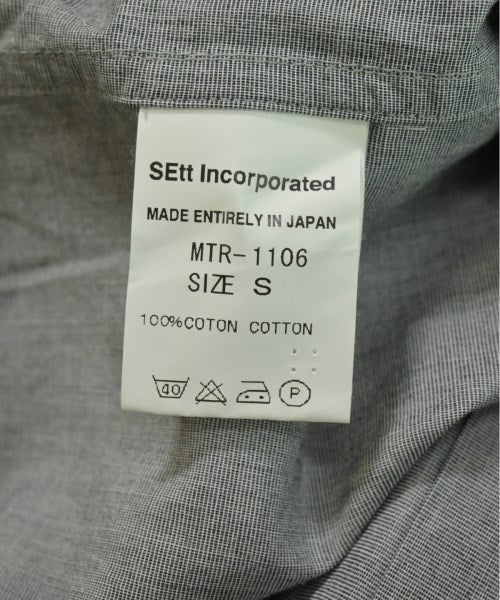 SEtt Incorporated
MADE ENTIRELY IN JAPAN
MTR-1106
SIZE S
100%COTON COTTON
40 P